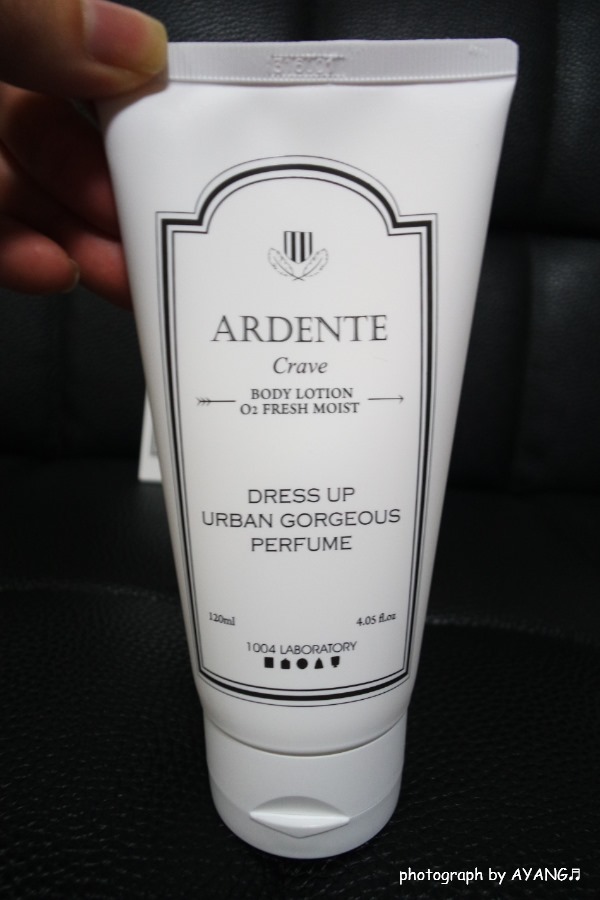 ARDENTE
Crave
BODY LOTION
O2 FRESH MOIST
DRESS UP
URBAN GORGEOUS
PERFUME
120ml 4.05 fl.oz
1004 LABORATORY
photograph by AYANG♬